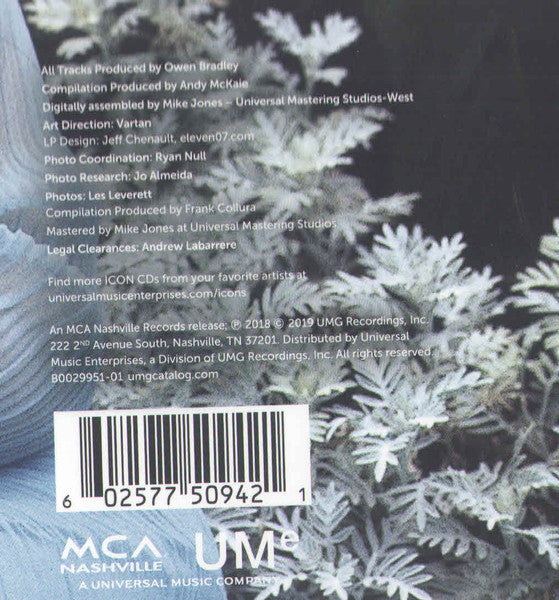 All Tracks Produced by Owen Bradley
Compilation Produced by Andy McKaie
Digitally assembled by Mike Jones – Universal Mastering Studios-West
Art Direction: Vartan
LP Design: Jeff Chenault, eleven07.com
Photo Coordination: Ryan Null
Photo Research: Jo Almeida
Photos: Les Leverett
Compilation Produced by Frank Collura
Mastered by Mike Jones at Universal Mastering Studios
Legal Clearances: Andrew Labarrere
Find more ICON CDs from your favorite artists at
universalmusicenterprises.com/icons
An MCA Nashville Records release; ℗ 2018 © 2019 UMG Recordings, Inc.
222 2ND Avenue South, Nashville, TN 37201. Distributed by Universal
Music Enterprises, a Division of UMG Recordings, Inc. All rights reserved.
B0029951-01 umgcatalog.com
6 02577 50942 1
MCA UMe
NASHVILLE
A UNIVERSAL MUSIC COMPANY